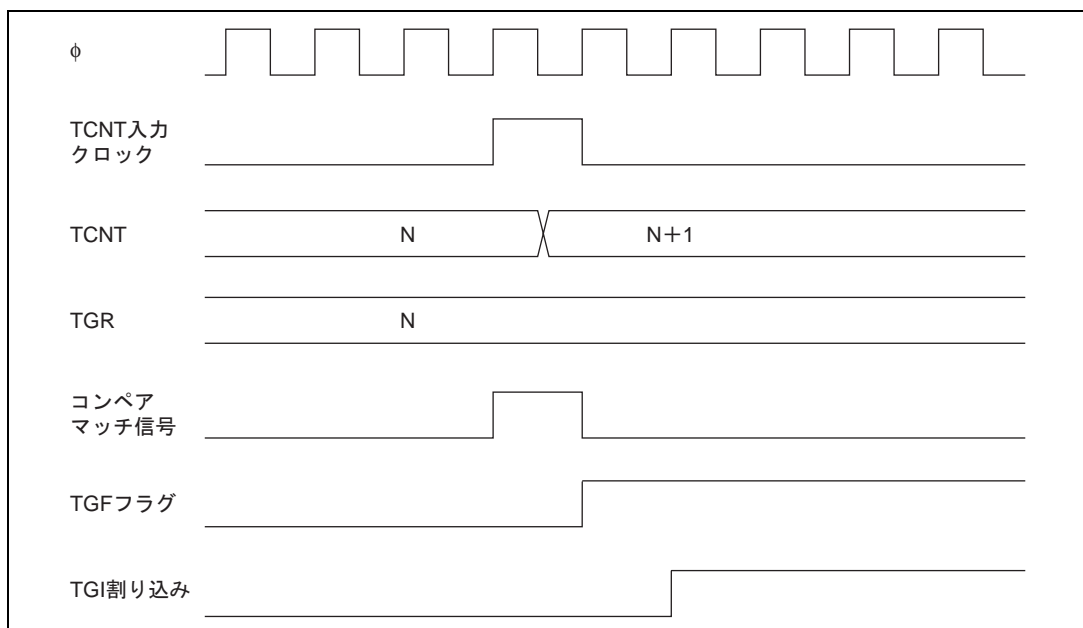 φ
TCNT入力
クロック
TCNT
N
N+1
TGR
N
コンペア
マッチ信号
TGFフラグ
TGI割り込み